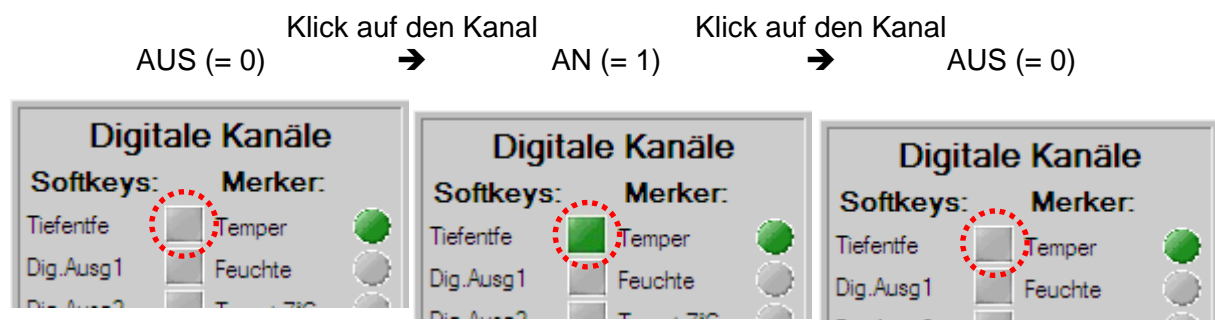 Klick auf den Kanal Klick auf den Kanal
AUS (= 0) ➔ AN (= 1) ➔ AUS (= 0)
Digitale Kanäle
Softkeys: Merker:
Tiefentfe Temper
Dig.Ausg1 Feuchte
Digitale Kanäle
Softkeys: Merker:
Tiefentfe Temper
Dig.Ausg1 Feuchte
Digitale Kanäle
Softkeys: Merker:
Tiefentfe Temper
Dig.Ausg1 Feuchte